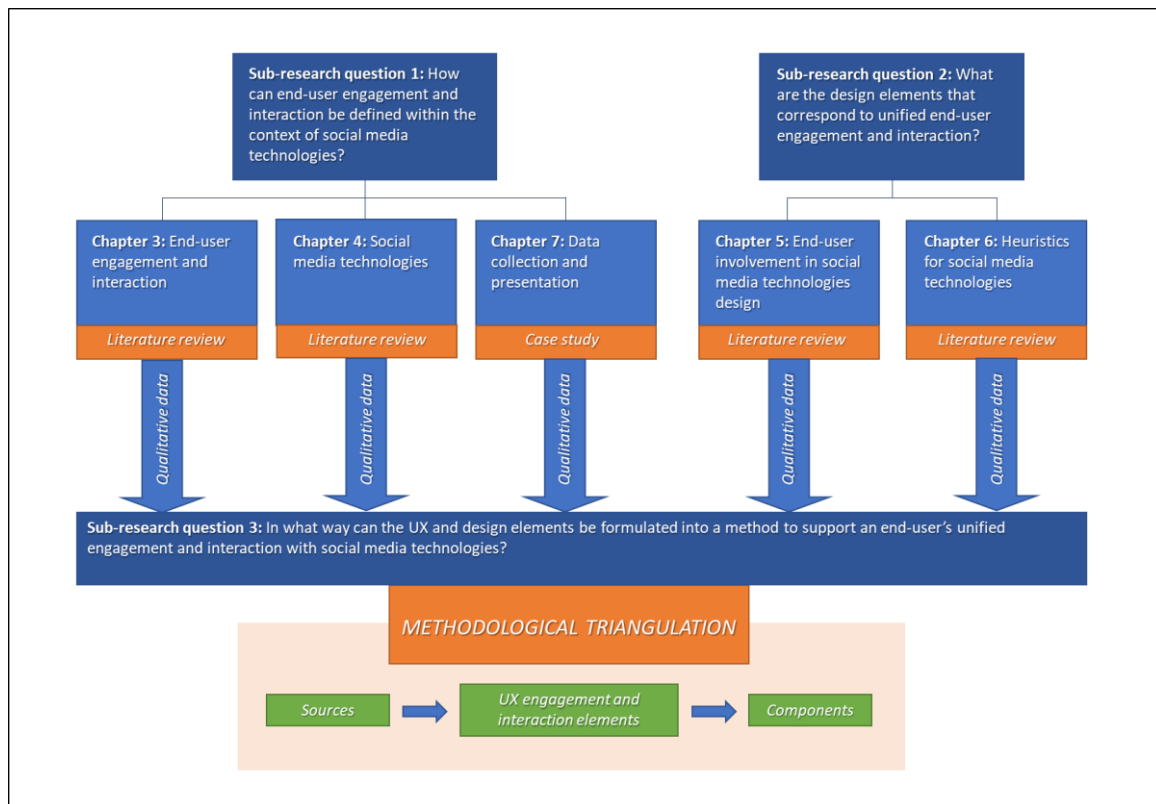 Sub-research question 1: How
can end-user engagement and
interaction be defined within the
context of social media
technologies?
Sub-research question 2: What
are the design elements that
correspond to unified end-user
engagement and interaction?
Chapter 3: End-user
engagement and
interaction
Literature review
Chapter 4: Social
media technologies
Literature review
Chapter 7: Data
collection and
presentation
Case study
Chapter 5: End-user
involvement in social
media technologies
design
Literature review
Chapter 6: Heuristics
for social media
technologies
Literature review
Qualitative data
Qualitative data
Qualitative data
Qualitative data
Qualitative data
Sub-research question 3: In what way can the UX and design elements be formulated into a method to support an end-user’s unified
engagement and interaction with social media technologies?
METHODOLOGICAL TRIANGULATION
Sources
UX engagement and
interaction elements
Components